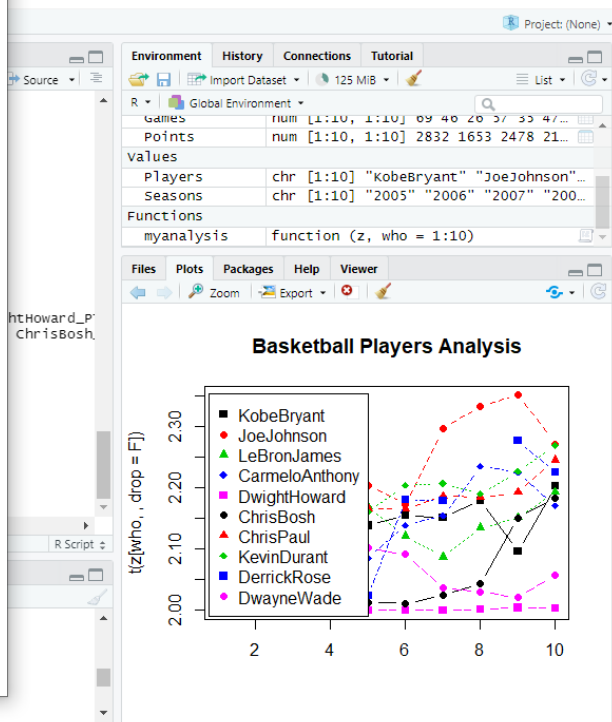 Project: (None)
Environment History Connections Tutorial
Source
Import Dataset 125 MiB List
R Global Environment
Games num [1:10, 1:10] 69 46 26 57 35 47…
Points num [1:10, 1:10] 2832 1653 2478 21…
Values
Players chr [1:10] "KobeBryant" "JoeJohnson"…
Seasons chr [1:10] "2005" "2006" "2007" "200…
Functions
myanalysis function (z, who = 1:10)
Files Plots Packages Help Viewer
Zoom Export
htHoward_P
ChrisBosh_
Basketball Players Analysis
t(z[who, , drop = F])
2.00 2.10 2.20 2.30
KobeBryant
JoeJohnson
LeBronJames
CarmeloAnthony
DwightHoward
ChrisBosh
ChrisPaul
KevinDurant
DerrickRose
DwayneWade
R Script
2 4 6 8 10